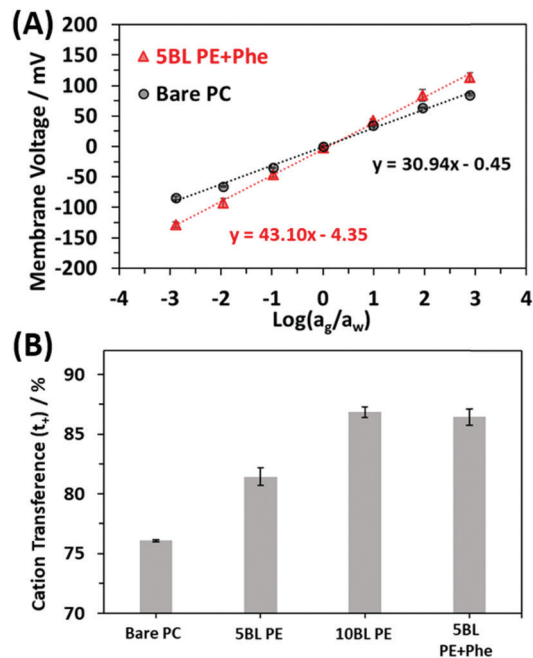 (A)
Membrane Voltage / mV
200
150
100
50
0
-50
-100
-150
-200
5BL PE+Phe
Bare PC
y = 30.94x - 0.45
y = 43.10x - 4.35
-4 -3 -2 -1 0 1 2 3 4
Log(a_g/a_w)
(B)
Cation Transference (t₊) / %
90
85
80
75
70
Bare PC 5BL PE 10BL PE 5BL
PE+Phe